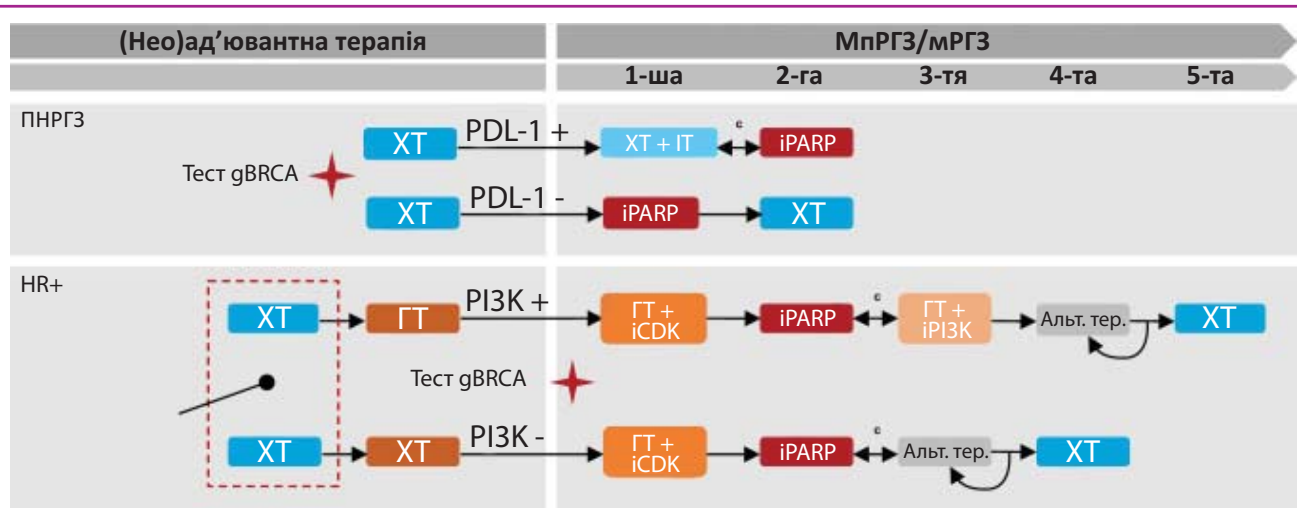 (Нео)ад’ювантна терапія
МпРГЗ/мРГЗ
1-ша 2-га 3-тя 4-та 5-та
ПНРГЗ
ХТ PDL-1 + ХТ + ІТ c iPARP
Тест gBRCA
ХТ PDL-1 - iPARP ХТ
HR+
ХТ ГТ PI3K + ГТ + iCDK iPARP c ГТ + iPI3K Альт. тер. ХТ
Тест gBRCA
ХТ ХТ PI3K - ГТ + iCDK iPARP c Альт. тер. ХТ